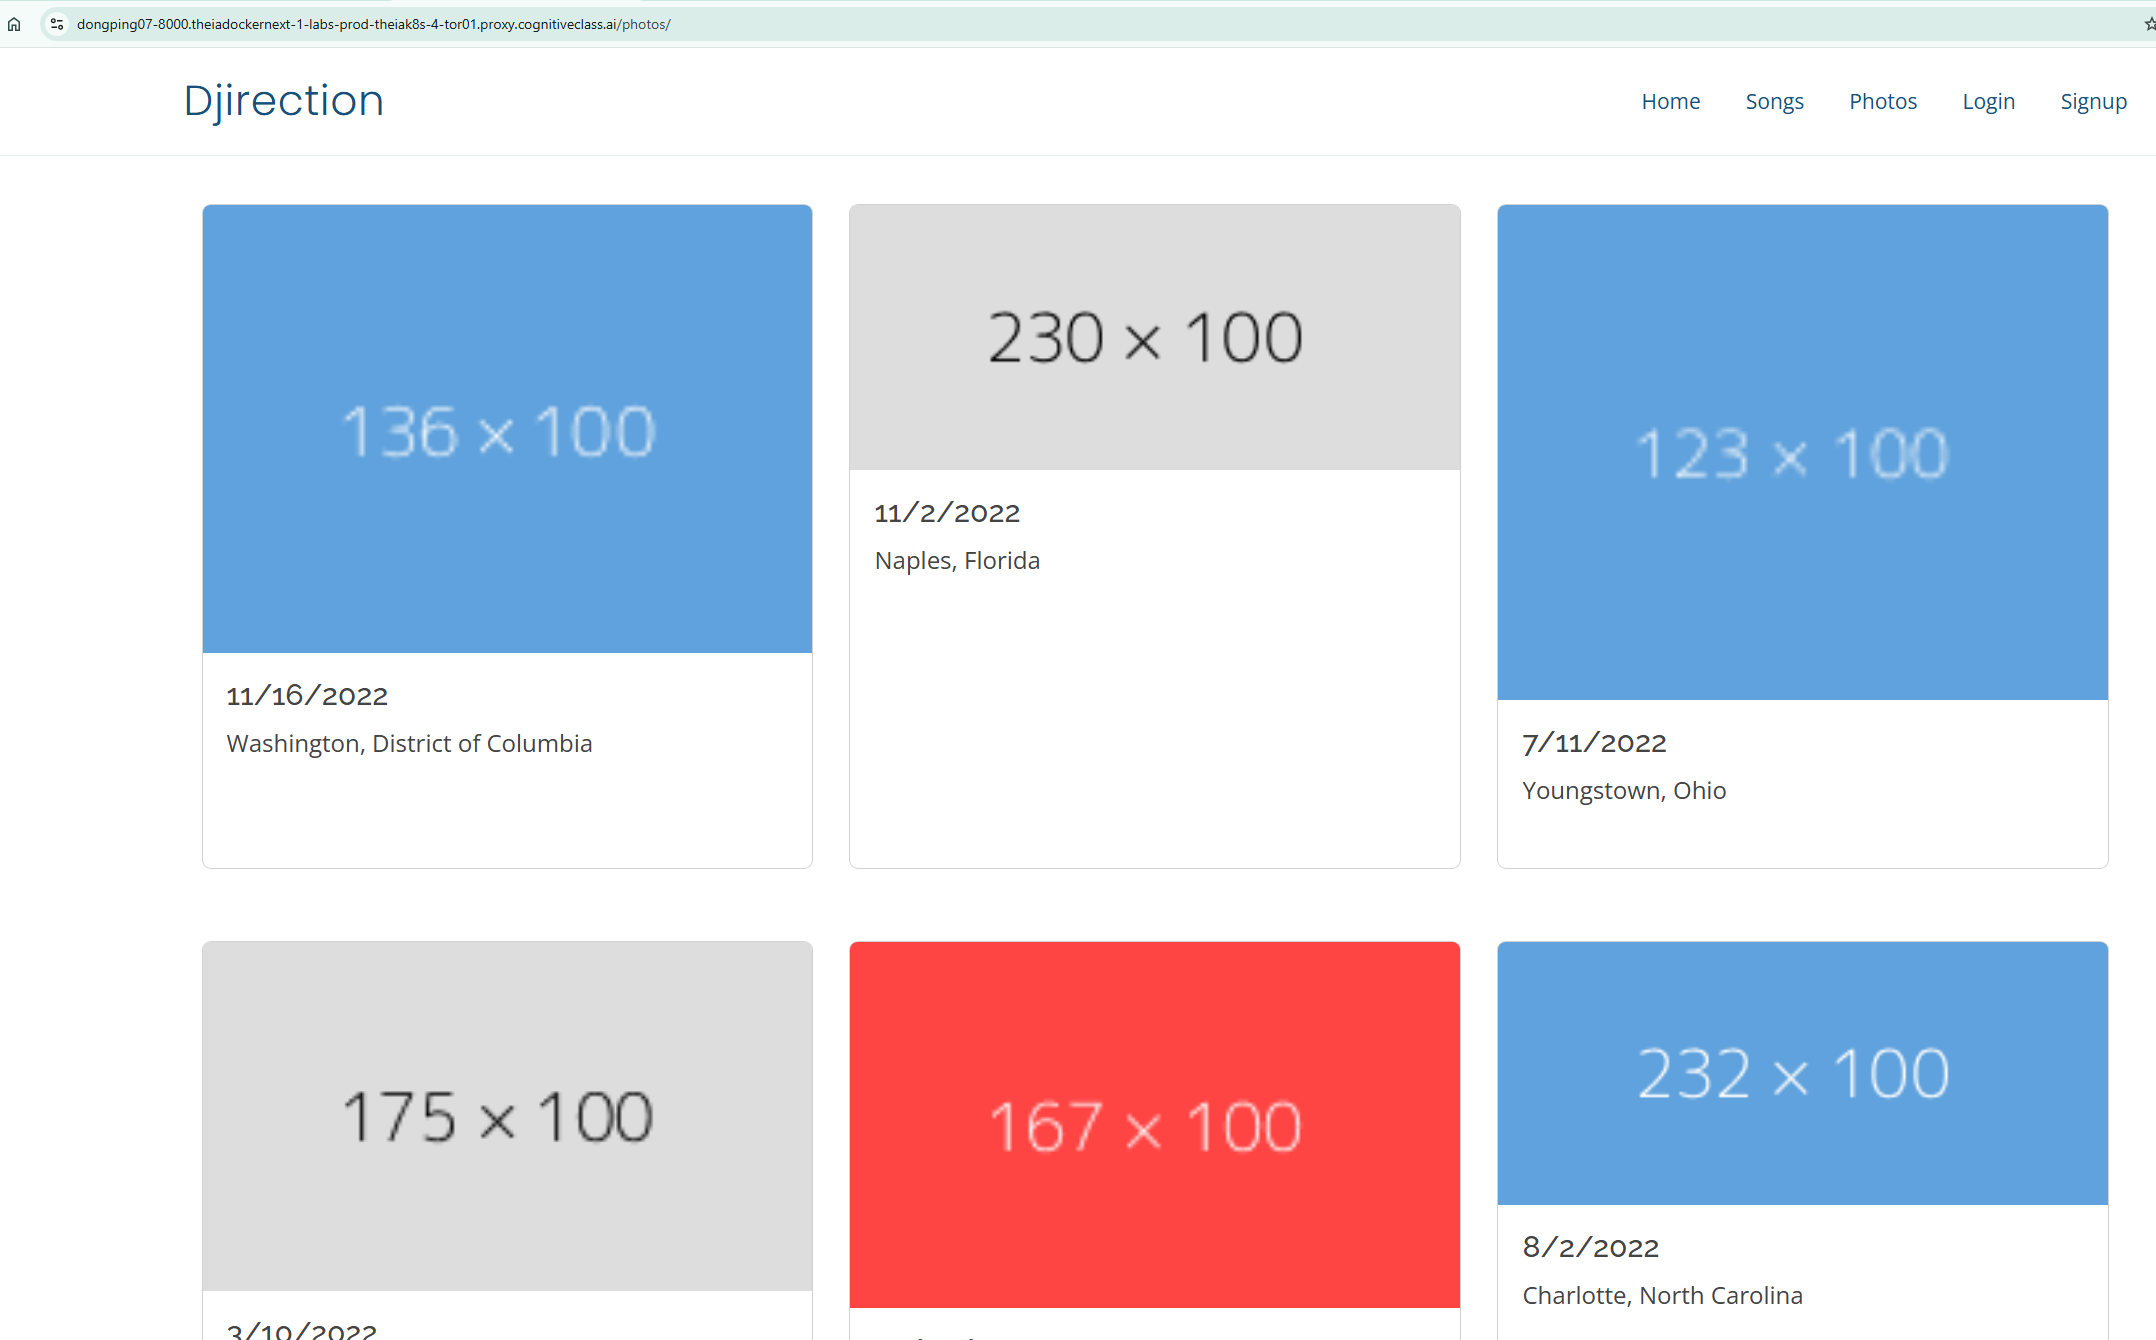 dongping07-8000.theiadockernext-1-labs-prod-theiak8s-4-tor01.proxy.cognitiveclass.ai/photos/
Djirection
Home Songs Photos Login Signup
136 × 100
11/16/2022
Washington, District of Columbia
230 × 100
11/2/2022
Naples, Florida
123 × 100
7/11/2022
Youngstown, Ohio
175 × 100
3/10/2022
167 × 100
232 × 100
8/2/2022
Charlotte, North Carolina